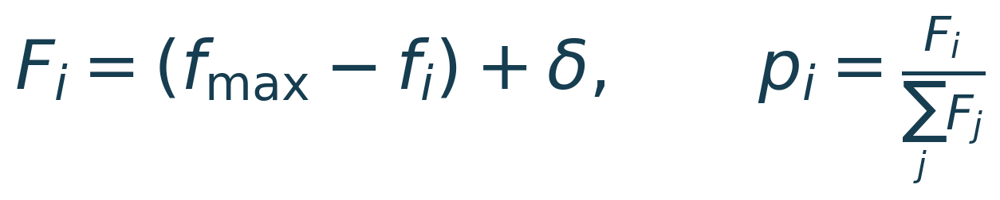 F_i = (f_max − f_i) + δ,    p_i = F_i / ∑_j F_j